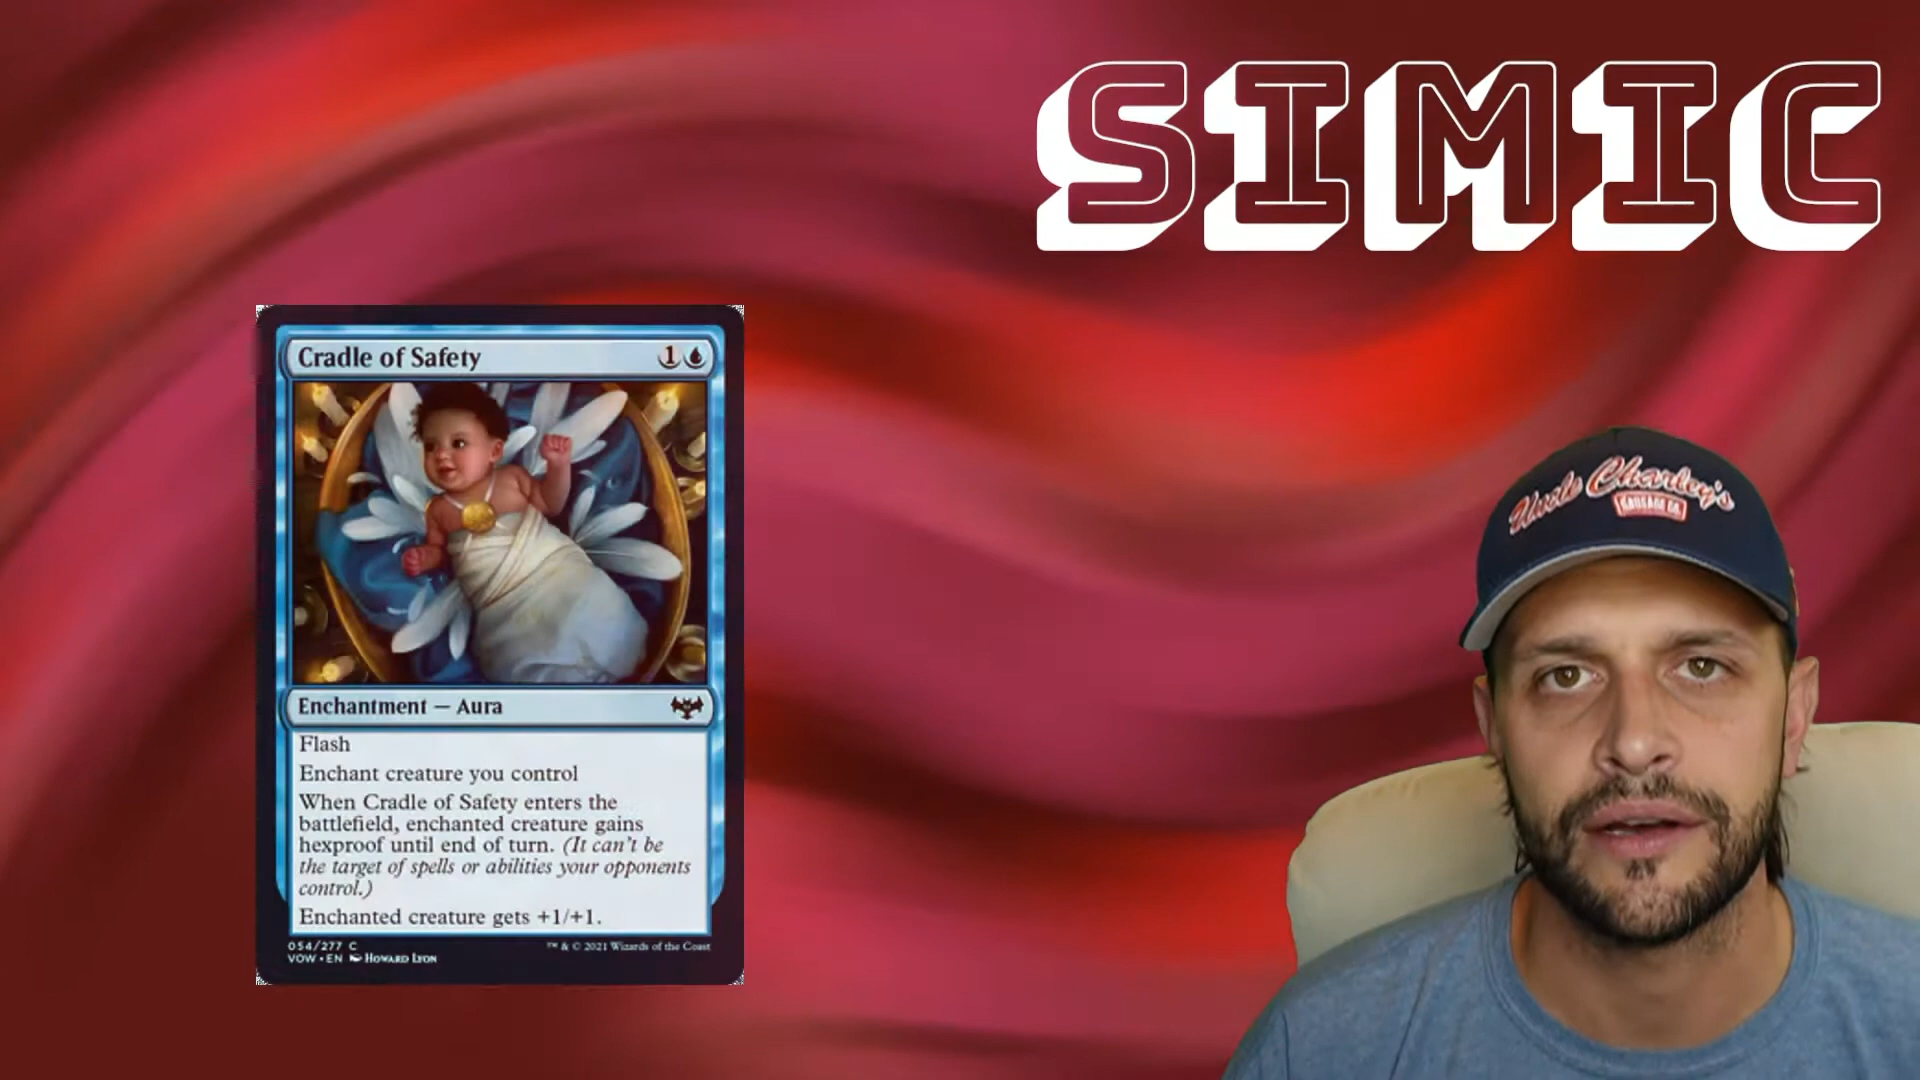 SIMIC
Cradle of Safety 1
Enchantment — Aura
Flash
Enchant creature you control
When Cradle of Safety enters the
battlefield, enchanted creature gains
hexproof until end of turn. (It can't be
the target of spells or abilities your opponents
control.)
Enchanted creature gets +1/+1.
054/277 C
™ & © 2021 Wizards of the Coast
VOW • EN Howard Lyon
Uncle Charley's
SAUSAGE CO.